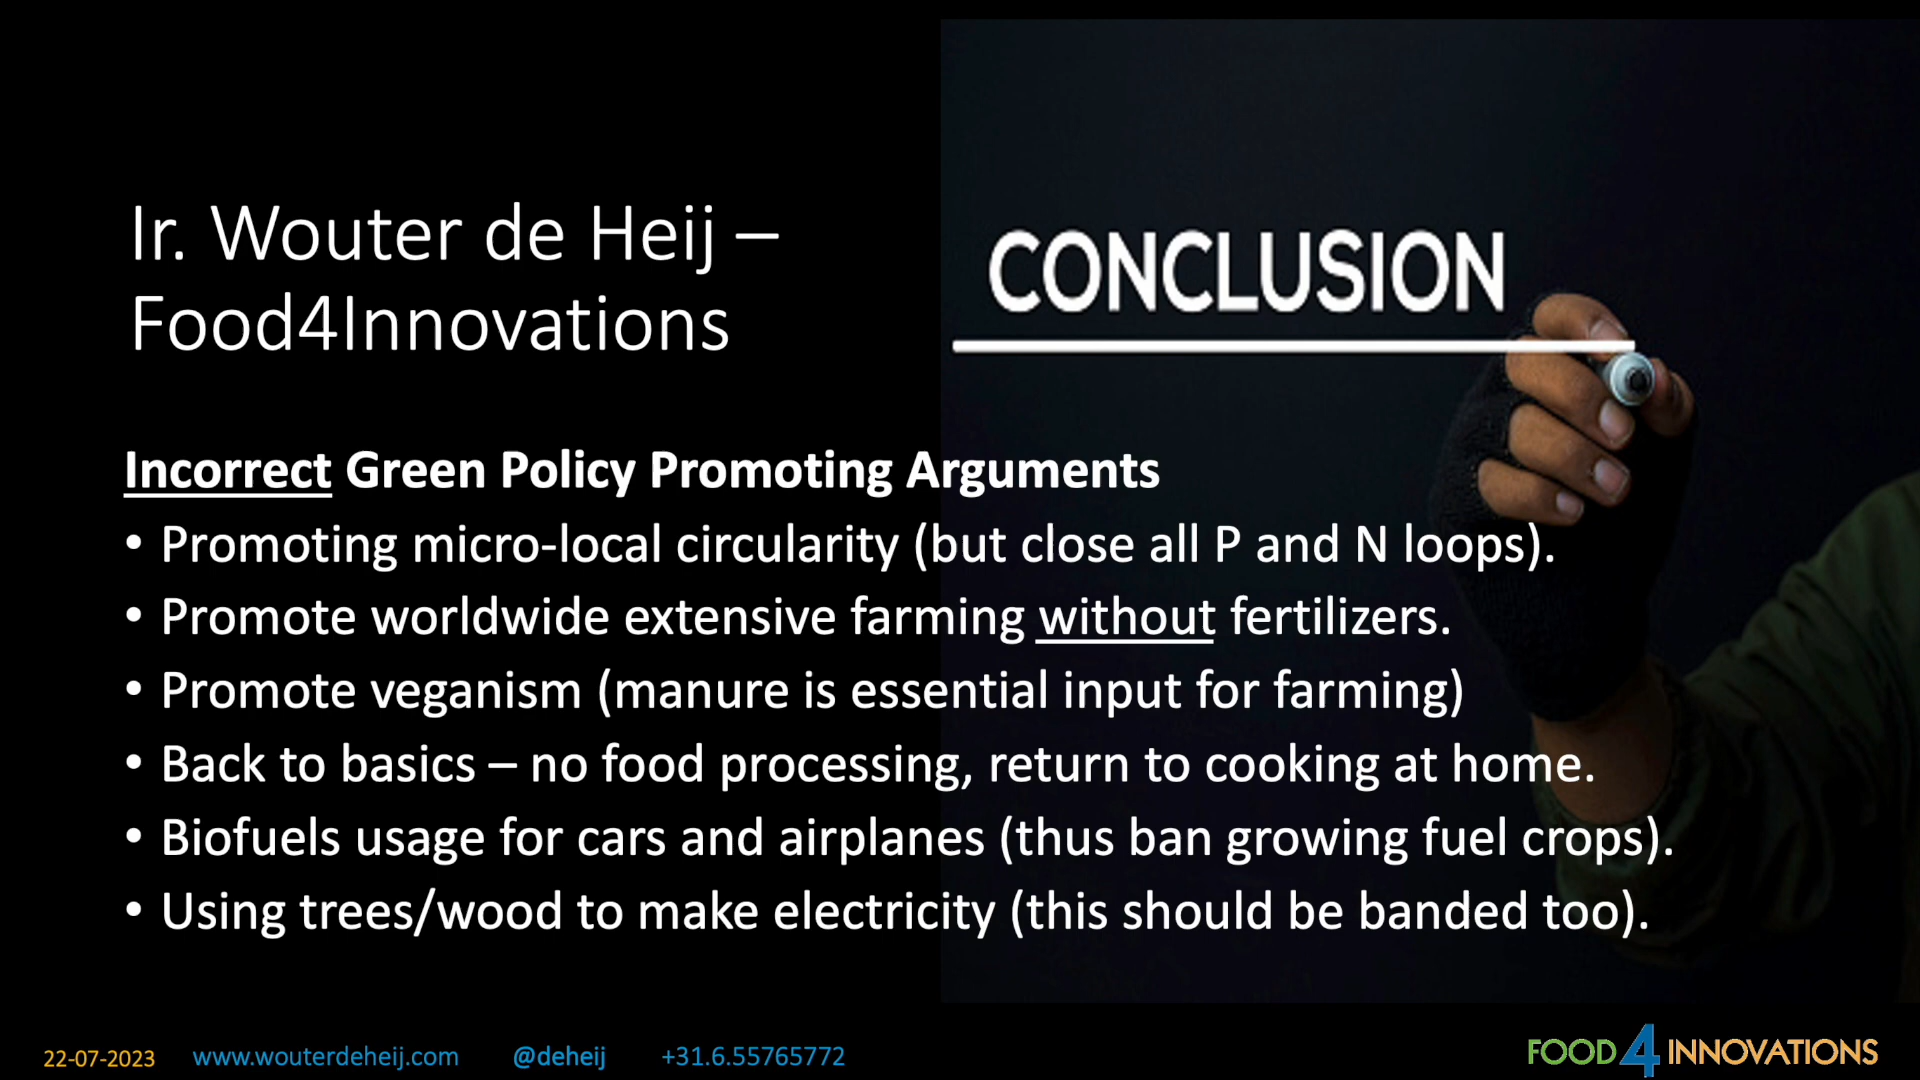 Ir. Wouter de Heij –
Food4Innovations
CONCLUSION
Incorrect Green Policy Promoting Arguments
• Promoting micro-local circularity (but close all P and N loops).
• Promote worldwide extensive farming without fertilizers.
• Promote veganism (manure is essential input for farming)
• Back to basics – no food processing, return to cooking at home.
• Biofuels usage for cars and airplanes (thus ban growing fuel crops).
• Using trees/wood to make electricity (this should be banded too).
22-07-2023 www.wouterdeheij.com @deheij +31.6.55765772
FOOD4INNOVATIONS